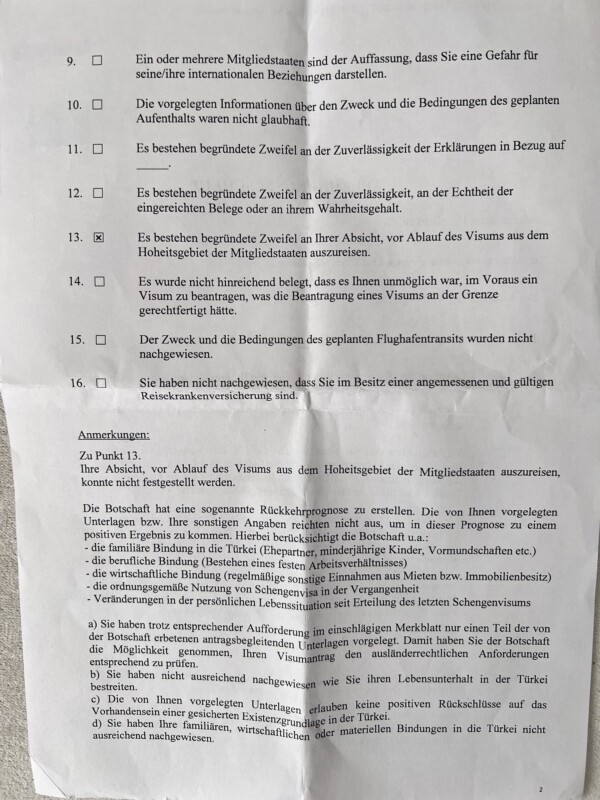 9. ☐ Ein oder mehrere Mitgliedstaaten sind der Auffassung, dass Sie eine Gefahr für
seine/ihre internationalen Beziehungen darstellen.
10. ☐ Die vorgelegten Informationen über den Zweck und die Bedingungen des geplanten
Aufenthalts waren nicht glaubhaft.
11. ☐ Es bestehen begründete Zweifel an der Zuverlässigkeit der Erklärungen in Bezug auf
_____.
12. ☐ Es bestehen begründete Zweifel an der Zuverlässigkeit, an der Echtheit der
eingereichten Belege oder an ihrem Wahrheitsgehalt.
13. ☒ Es bestehen begründete Zweifel an Ihrer Absicht, vor Ablauf des Visums aus dem
Hoheitsgebiet der Mitgliedstaaten auszureisen.
14. ☐ Es wurde nicht hinreichend belegt, dass es Ihnen unmöglich war, im Voraus ein
Visum zu beantragen, was die Beantragung eines Visums an der Grenze
gerechtfertigt hätte.
15. ☐ Der Zweck und die Bedingungen des geplanten Flughafentransits wurden nicht
nachgewiesen.
16. ☐ Sie haben nicht nachgewiesen, dass Sie im Besitz einer angemessenen und gültigen
Reisekrankenversicherung sind.
Anmerkungen:
Zu Punkt 13.
Ihre Absicht, vor Ablauf des Visums aus dem Hoheitsgebiet der Mitgliedstaaten auszureisen,
konnte nicht festgestellt werden.
Die Botschaft hat eine sogenannte Rückkehrprognose zu erstellen. Die von Ihnen vorgelegten
Unterlagen bzw. Ihre sonstigen Angaben reichten nicht aus, um in dieser Prognose zu einem
positiven Ergebnis zu kommen. Hierbei berücksichtigt die Botschaft u.a.:
- die familiäre Bindung in die Türkei (Ehepartner, minderjährige Kinder, Vormundschaften etc.)
- die berufliche Bindung (Bestehen eines festen Arbeitsverhältnisses)
- die wirtschaftliche Bindung (regelmäßige sonstige Einnahmen aus Mieten bzw. Immobilienbesitz)
- die ordnungsgemäße Nutzung von Schengenvisa in der Vergangenheit
- Veränderungen in der persönlichen Lebenssituation seit Erteilung des letzten Schengenvisums
a) Sie haben trotz entsprechender Aufforderung im einschlägigen Merkblatt nur einen Teil der von
der Botschaft erbetenen antragsbegleitenden Unterlagen vorgelegt. Damit haben Sie der Botschaft
die Möglichkeit genommen, Ihren Visumantrag den ausländerrechtlichen Anforderungen
entsprechend zu prüfen.
b) Sie haben nicht ausreichend nachgewiesen wie Sie ihren Lebensunterhalt in der Türkei
bestreiten.
c) Die von Ihnen vorgelegten Unterlagen erlauben keine positiven Rückschlüsse auf das
Vorhandensein einer gesicherten Existenzgrundlage in der Türkei.
d) Sie haben Ihre familiären, wirtschaftlichen oder materiellen Bindungen in die Türkei nicht
ausreichend nachgewiesen.
2